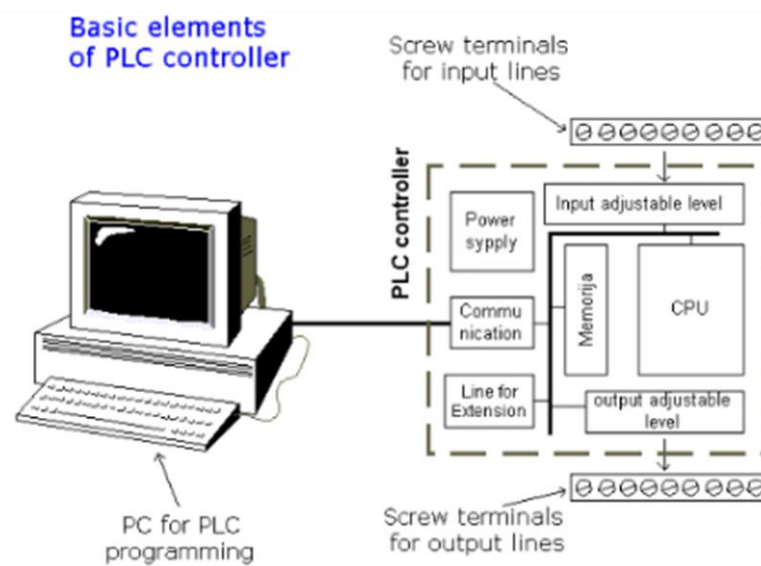 Basic elements
of PLC controller
Screw terminals
for input lines
PLC controller
Input adjustable level
Power
sypply
Memorija
CPU
Commu
nication
Line for
Extension
output adjustable
level
PC for PLC
programming
Screw terminals
for output lines